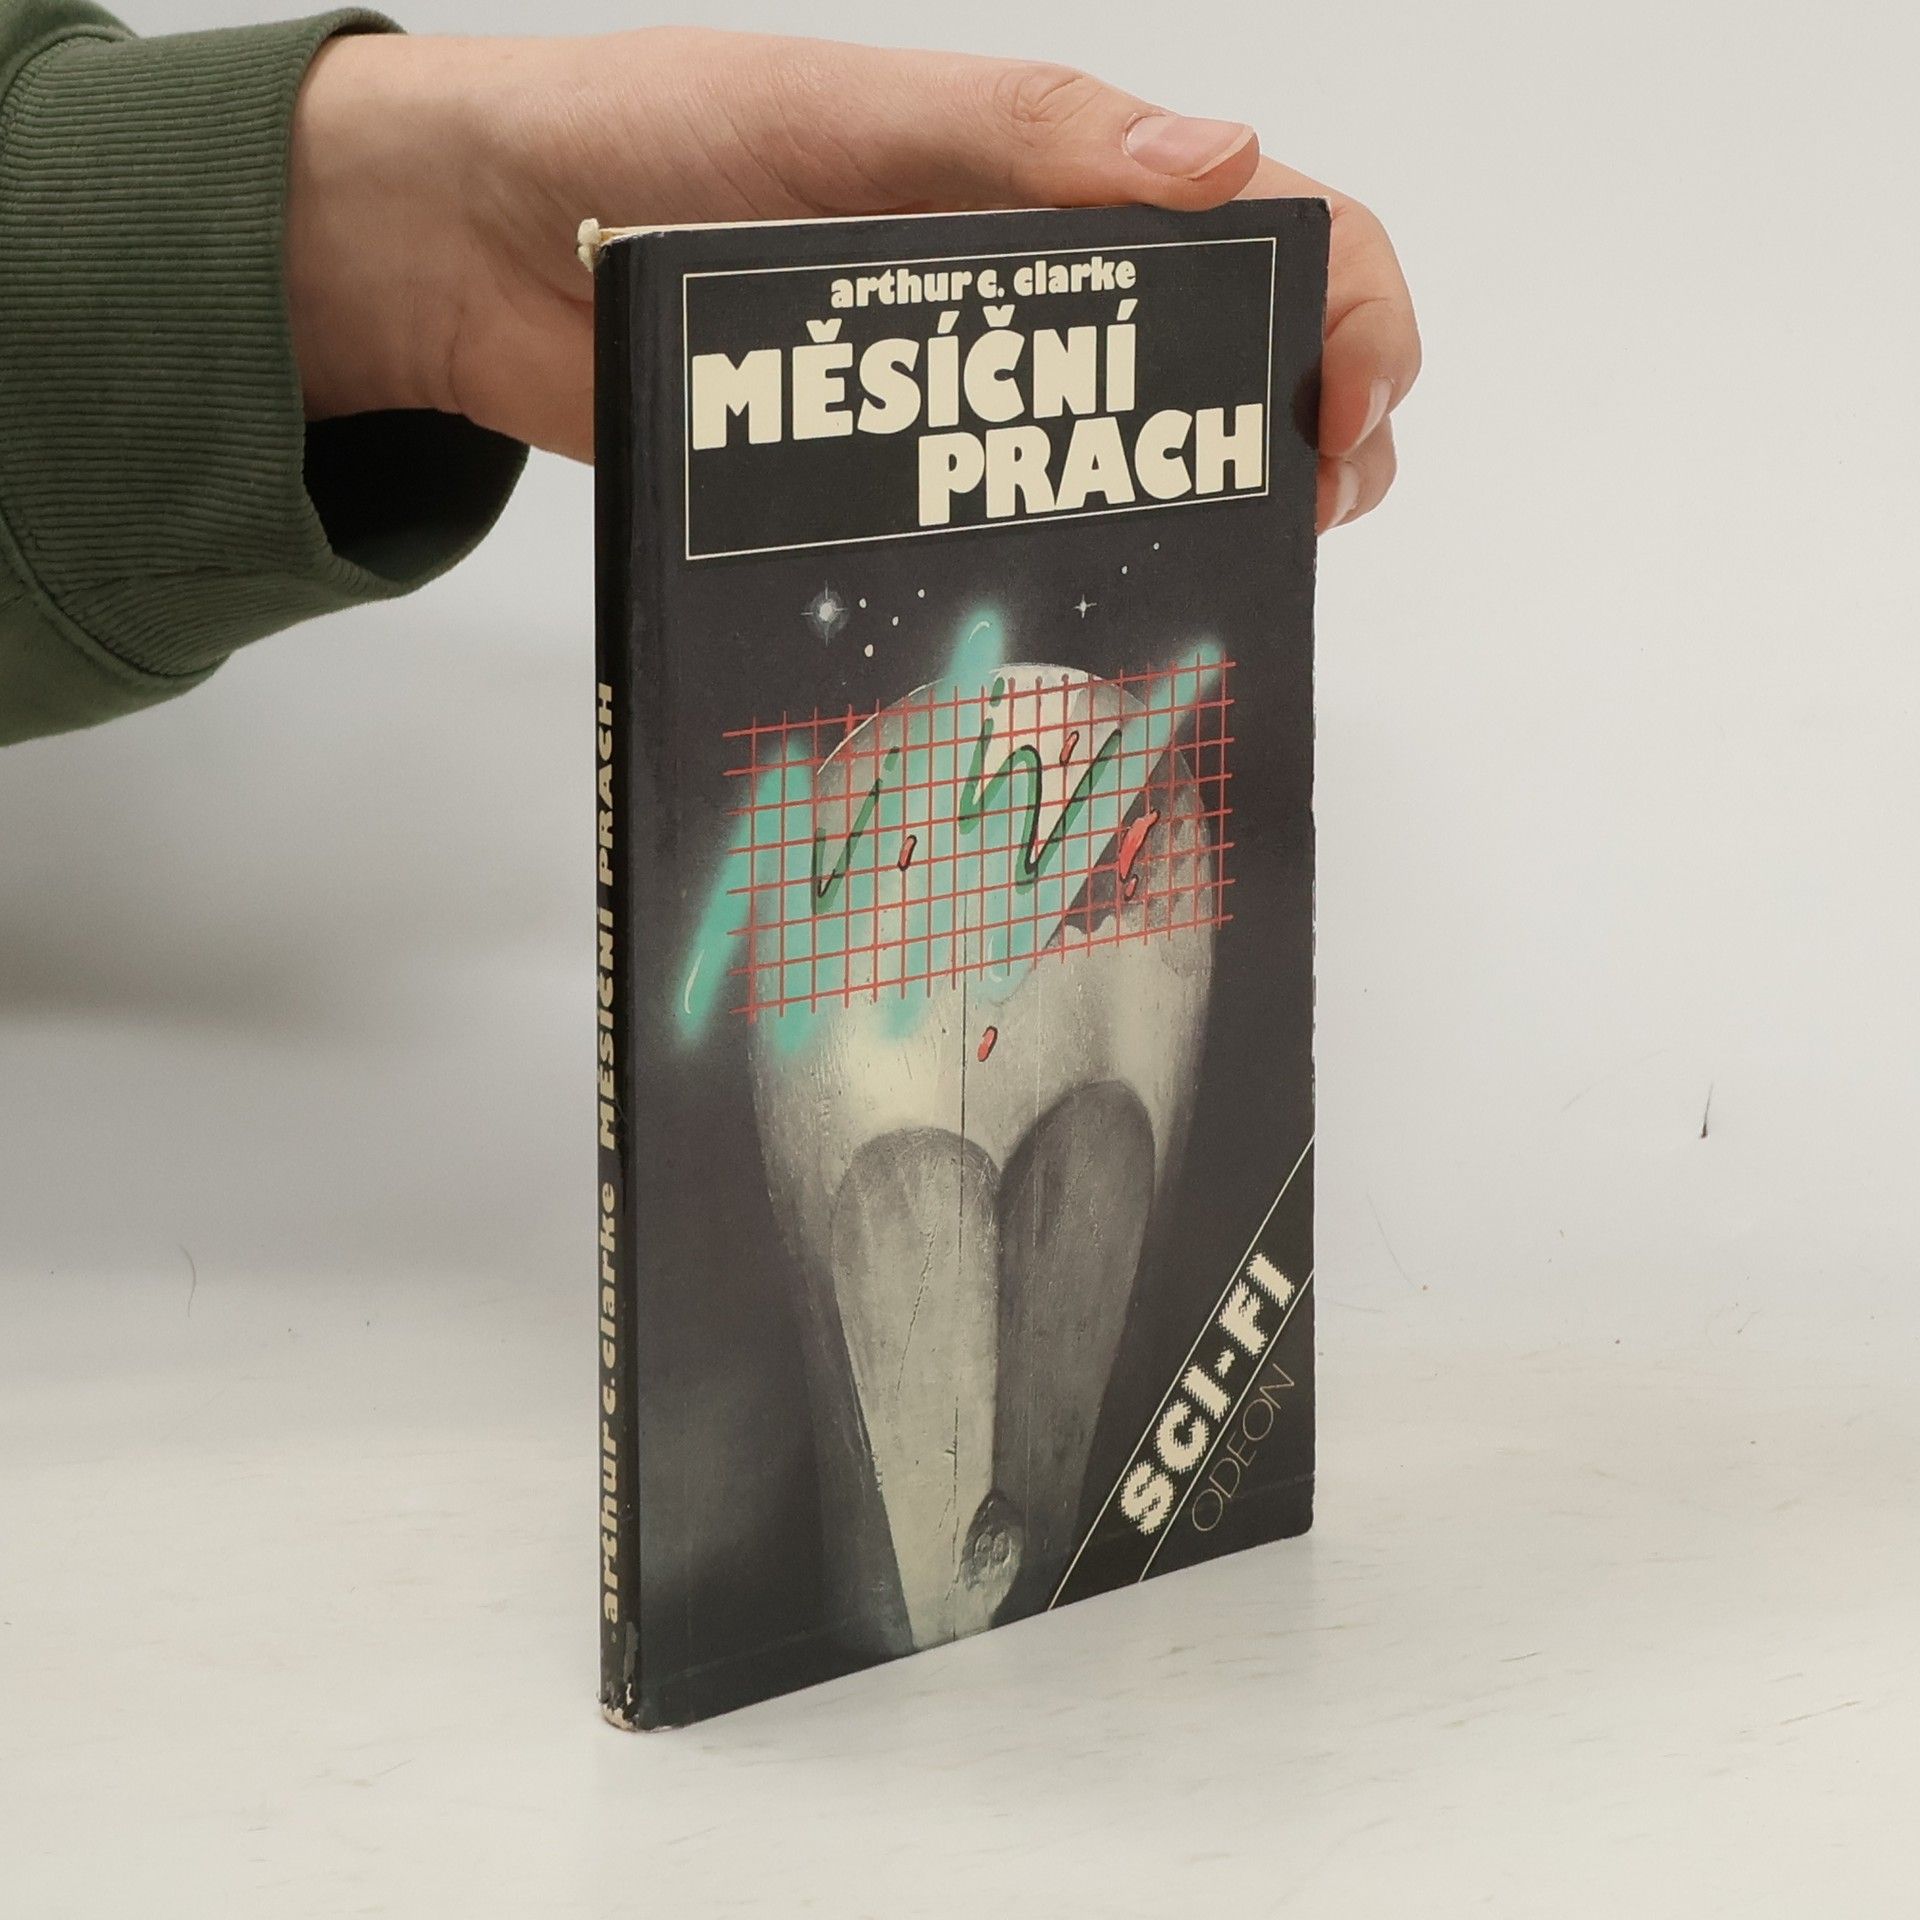 arthur c. clarke
MĚSÍČNÍ
PRACH
SCI-FI
ODEON
arthur c. clarke MĚSÍČNÍ PRACH